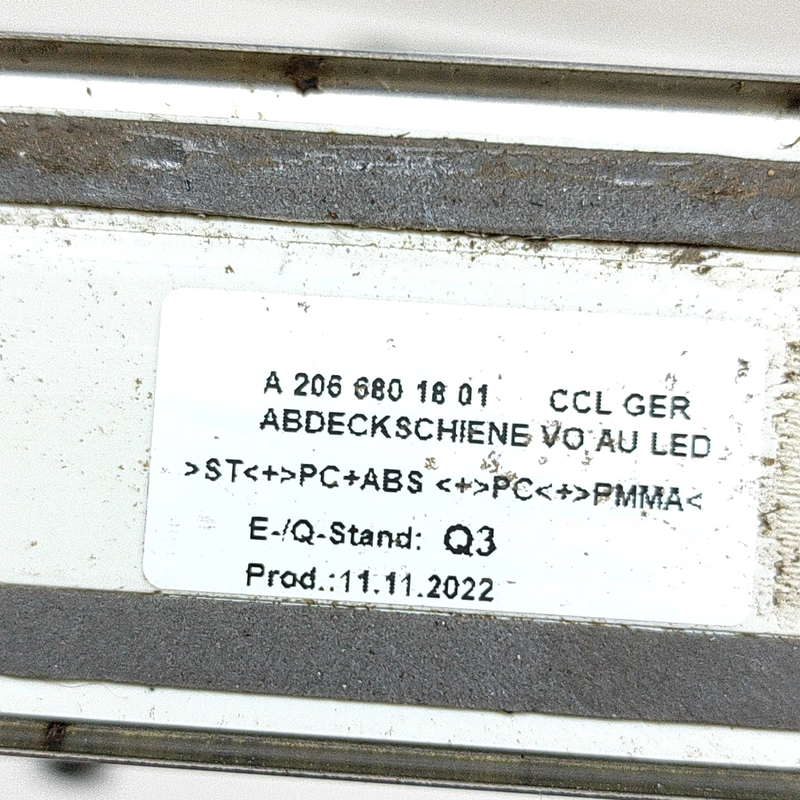 A 206 680 18 01 CCL GER
ABDECKSCHIENE VO AU LED
>ST<+>PC+ABS <+>PC<+>PMMA<
E-/Q-Stand: Q3
Prod.:11.11.2022